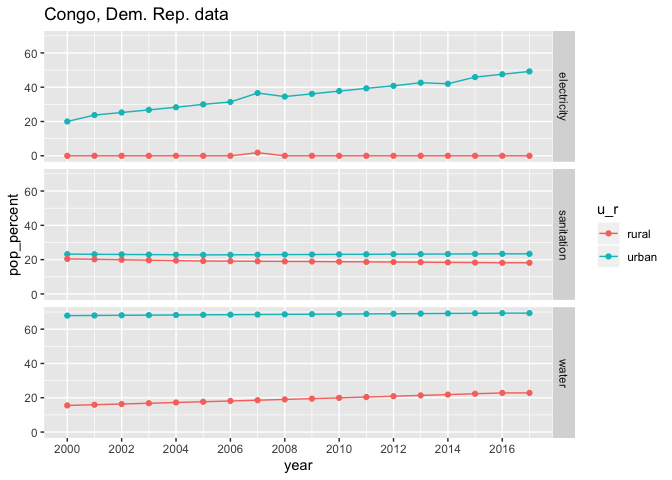 Congo, Dem. Rep. data
60
40
20
0
electricity
60
40
20
0
sanitation
60
40
20
0
water
pop_percent
2000 2002 2004 2006 2008 2010 2012 2014 2016
year
u_r
rural
urban